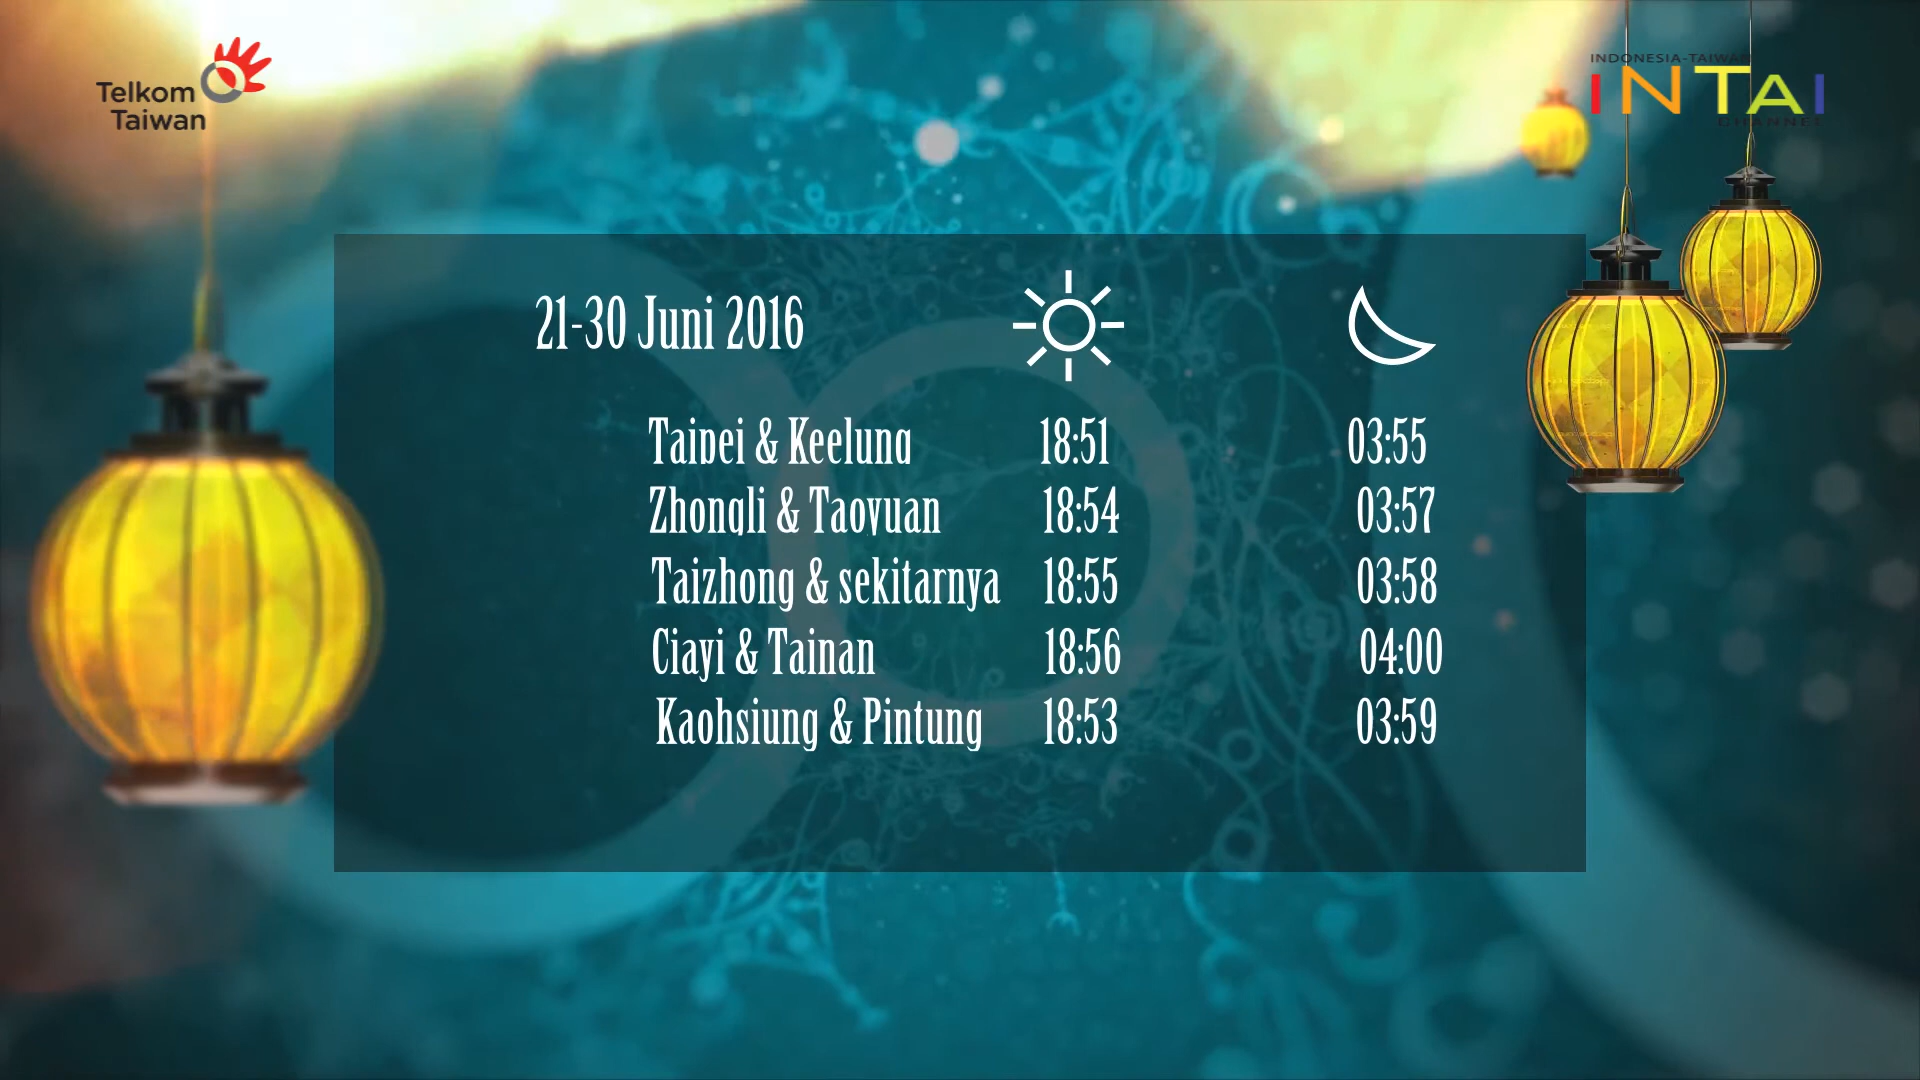 Telkom
Taiwan
INDONESIA-TAIWAN
INTAI
CHANNEL
21-30 Juni 2016
Taipei & Keelung 18:51 03:55
Zhongli & Taoyuan 18:54 03:57
Taizhong & sekitarnya 18:55 03:58
Ciayi & Tainan 18:56 04:00
Kaohsiung & Pintung 18:53 03:59